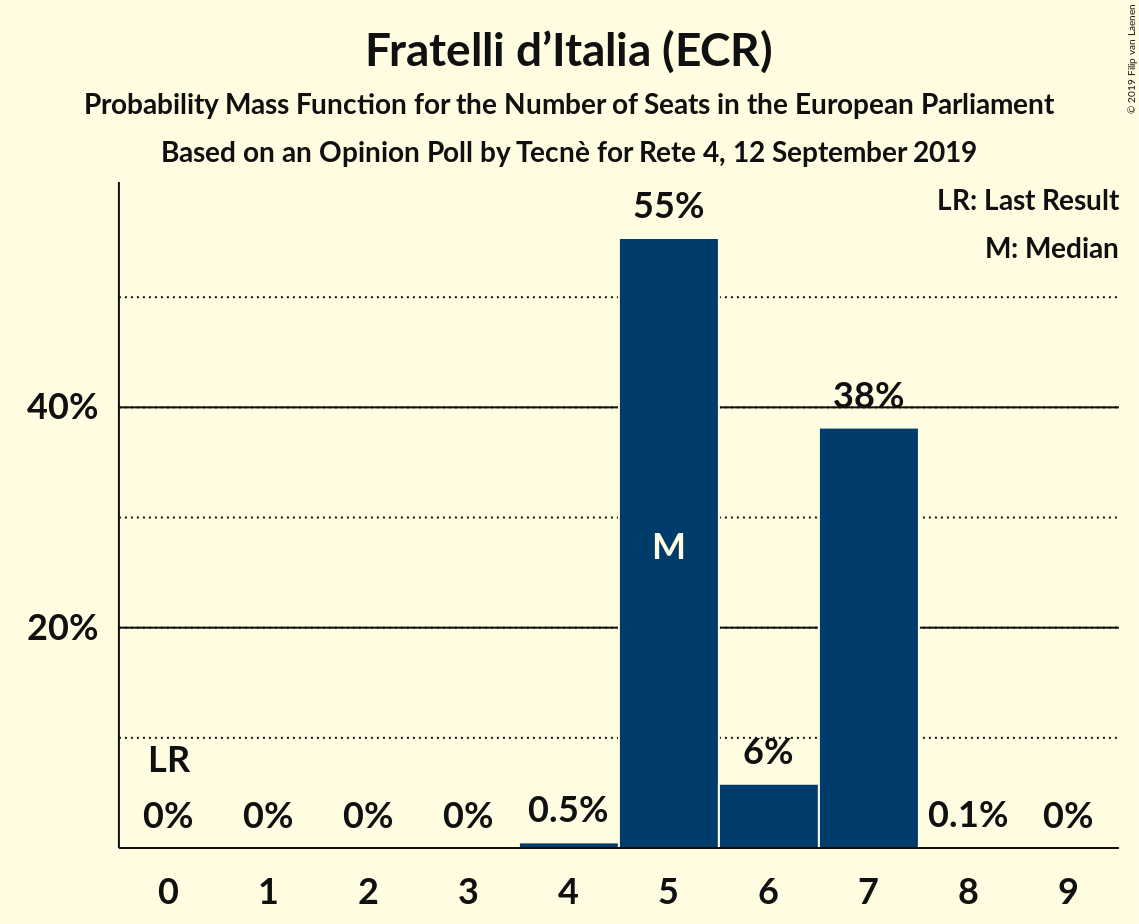 Fratelli d’Italia (ECR)
Probability Mass Function for the Number of Seats in the European Parliament
Based on an Opinion Poll by Tecnè for Rete 4, 12 September 2019
© 2019 Filip van Laenen
LR: Last Result
M: Median
55%
40%
38%
M
20%
LR
6%
0% 0% 0% 0% 0.5% 0.1% 0%
0 1 2 3 4 5 6 7 8 9